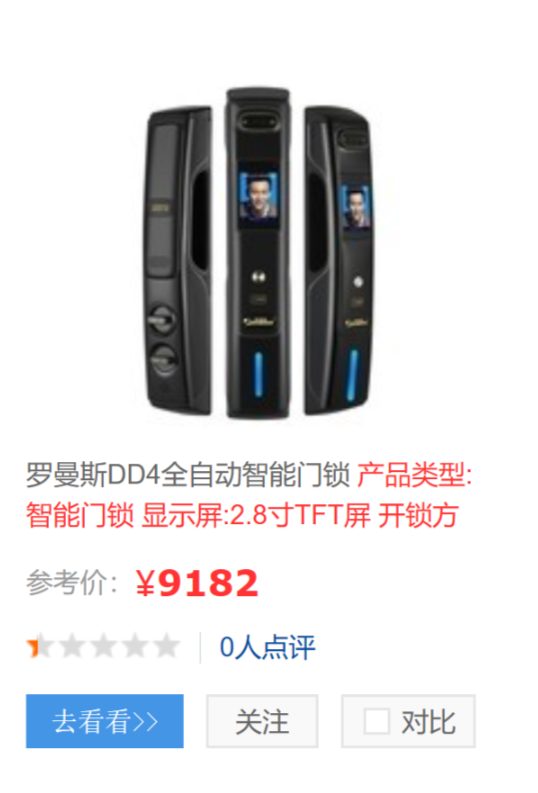 罗曼斯DD4全自动智能门锁 产品类型:
智能门锁 显示屏:2.8寸TFT屏 开锁方
参考价: ¥9182
0人点评
去看看>>
关注
对比